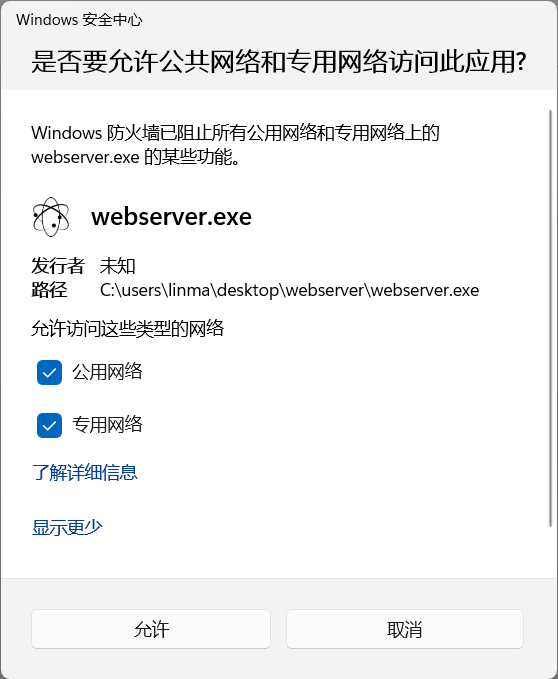 Windows 安全中心
是否要允许公共网络和专用网络访问此应用?
Windows 防火墙已阻止所有公用网络和专用网络上的
webserver.exe 的某些功能。
webserver.exe
发行者 未知
路径 C:\users\linma\desktop\webserver\webserver.exe
允许访问这些类型的网络
公用网络
专用网络
了解详细信息
显示更少
允许 取消